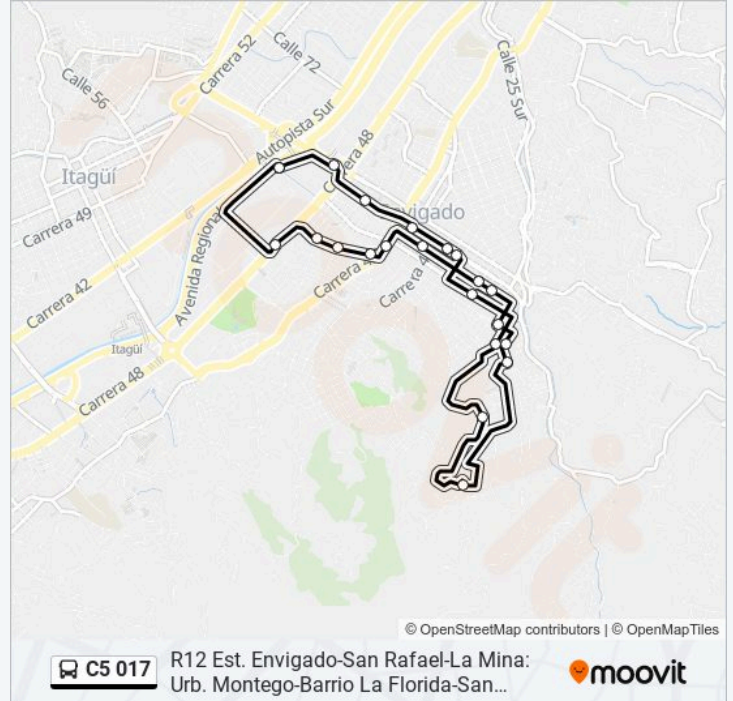 Carrera 52
Calle 72
Calle 56
Calle 25 Sur
Autopista Sur
Carrera 48
Itagüí
Envigado
Carrera 49
Avenida Regional
Carrera 4
Carrera 4
Carrera 42
Itagüí
Carrera 48
© OpenStreetMap contributors | © OpenMapTiles
C5 017
R12 Est. Envigado-San Rafael-La Mina:
Urb. Montego-Barrio La Florida-San...
moovit